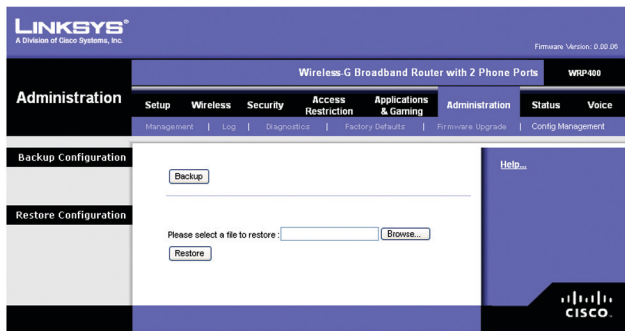 LINKSYS®
A Division of Cisco Systems, Inc.
Firmware Version: 0.00.06
Wireless-G Broadband Router with 2 Phone Ports
WRP400
Administration
Setup Wireless Security Access Restriction Applications & Gaming Administration Status Voice
Management | Log | Diagnostics | Factory Defaults | Firmware Upgrade | Config Management
Backup Configuration
Backup
Help...
Restore Configuration
Please select a file to restore : Browse...
Restore
CISCO.